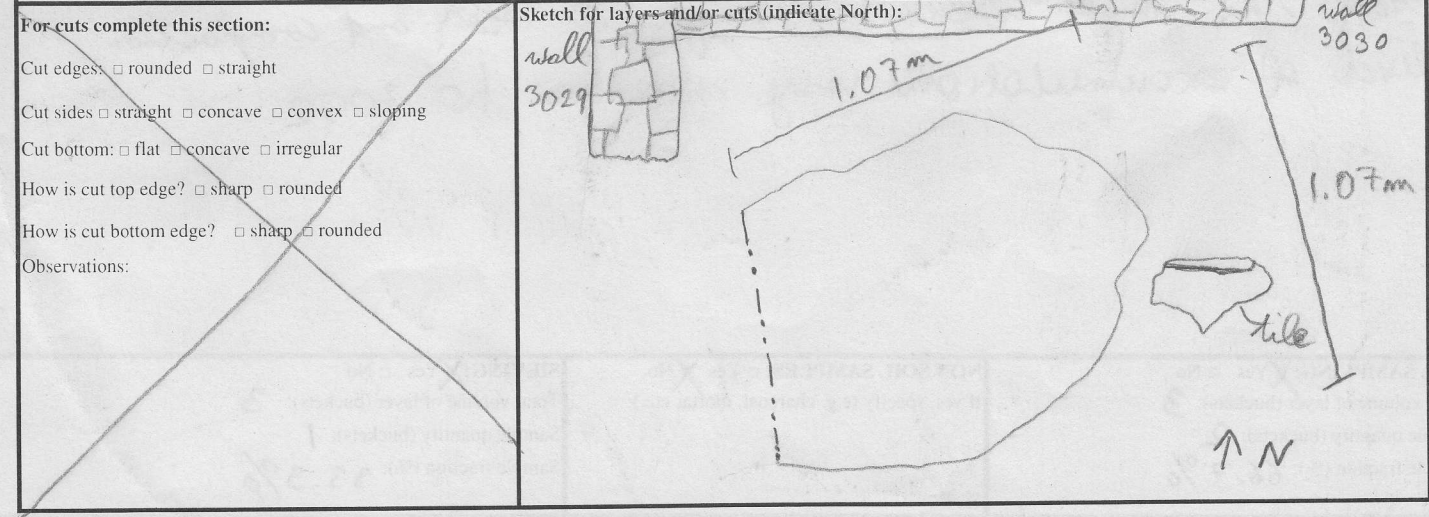 For cuts complete this section:
Cut edges: □ rounded □ straight
Cut sides □ straight □ concave □ convex □ sloping
Cut bottom: □ flat □ concave □ irregular
How is cut top edge? □ sharp □ rounded
How is cut bottom edge? □ sharp □ rounded
Observations:
Sketch for layers and/or cuts (indicate North):
wall
3029
1.07m
wall
3030
1.07m
tile
↑ N